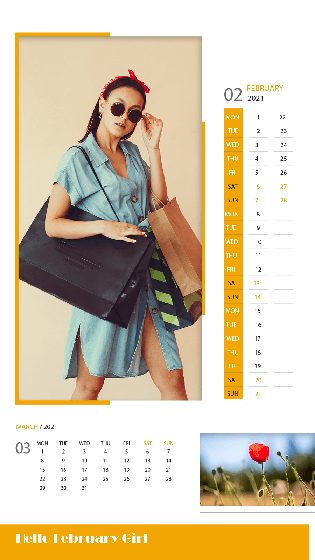 02 FEBRUARY
2021
MON 1 22
TUE 2 23
WED 3 24
THU 4 25
FRI 5 26
SAT 6 27
SUN 7 28
MON 8
TUE 9
WED 10
THU 11
FRI 12
SAT 13
SUN 14
MON 15
TUE 16
WED 17
THU 18
FRI 19
SAT 20
SUN 21
MARCH / 2021
03 MON TUE WED THU FRI SAT SUN
1 2 3 4 5 6 7
8 9 10 11 12 13 14
15 16 17 18 19 20 21
22 23 24 25 26 27 28
29 30 31
Hello February Girl